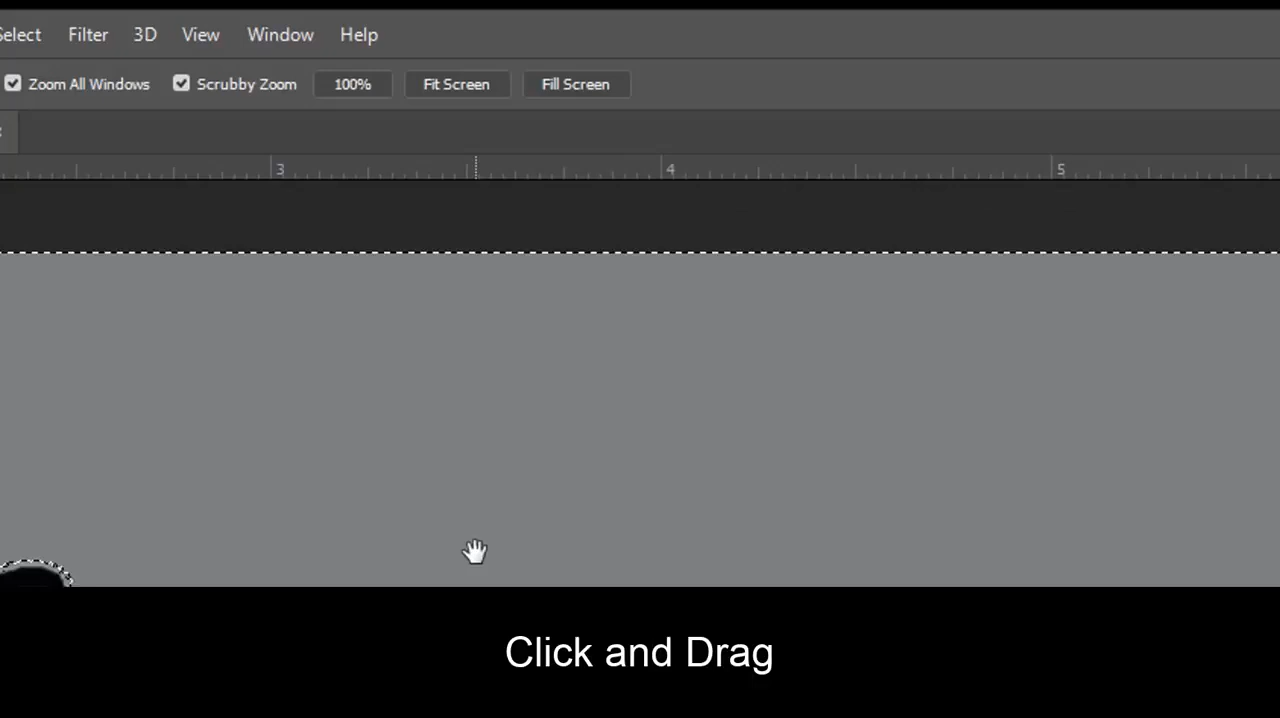 Select Filter 3D View Window Help
Zoom All Windows Scrubby Zoom 100% Fit Screen Fill Screen
3 4 5
Click and Drag